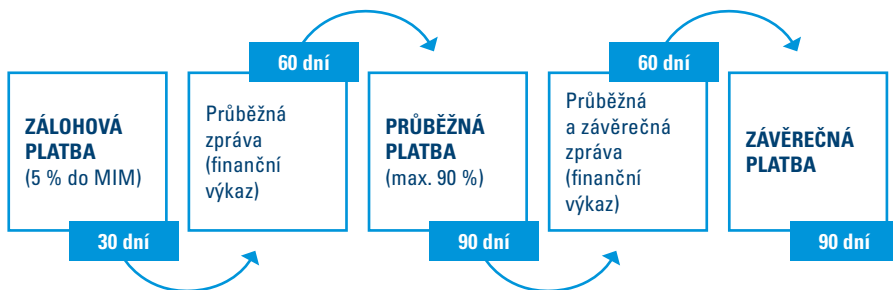 ZÁLOHOVÁ
PLATBA
(5 % do MIM)
30 dní
60 dní
Průběžná
zpráva
(finanční
výkaz)
PRŮBĚŽNÁ
PLATBA
(max. 90 %)
90 dní
60 dní
Průběžná
a závěrečná
zpráva
(finanční
výkaz)
ZÁVĚREČNÁ
PLATBA
90 dní